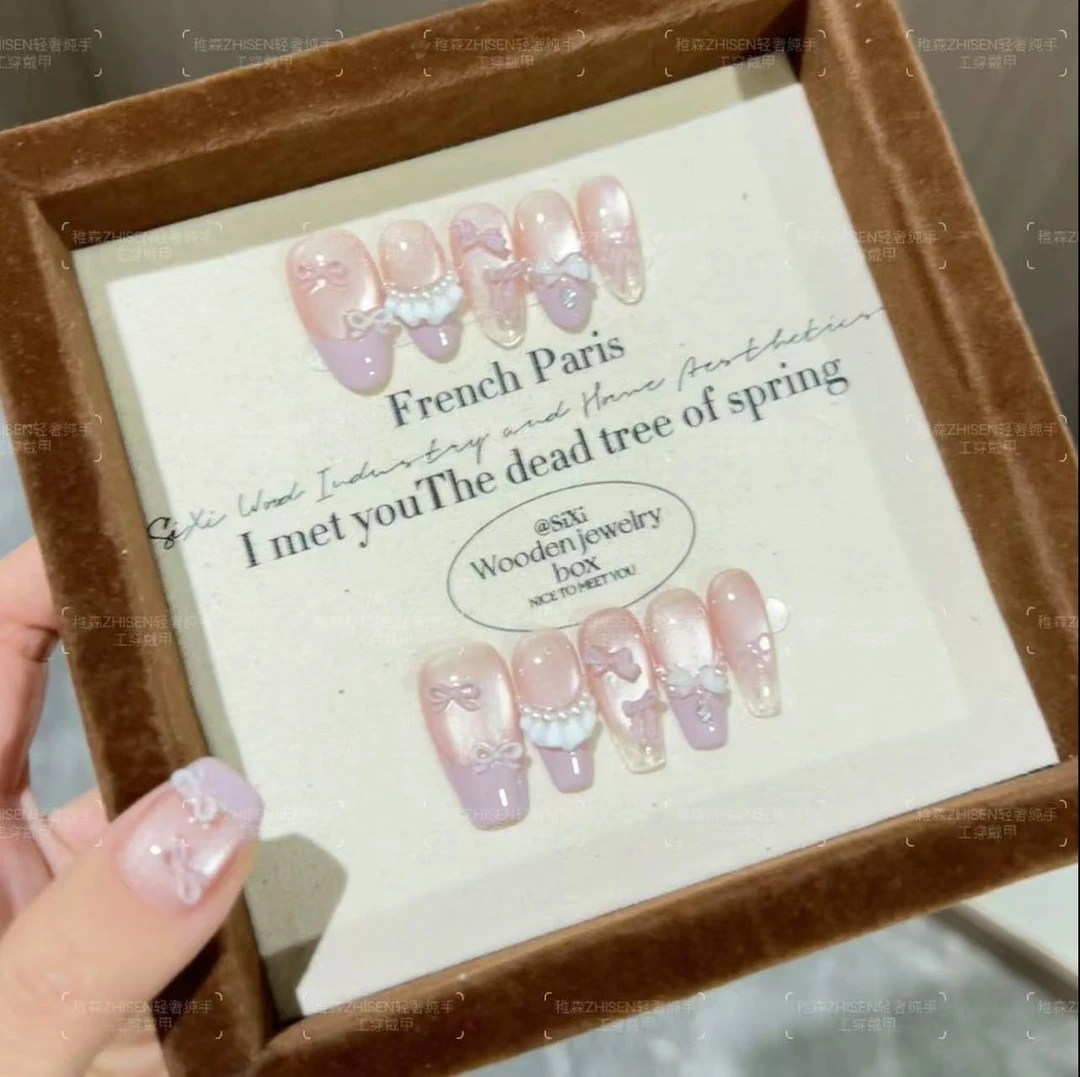 French Paris
SiXi Wood Industry and Home Aesthetics
I met youThe dead tree of spring
@SiXi
Wooden jewelry
box
NICE TO MEET YOU
稚森ZHISEN轻奢纯手
工穿戴甲